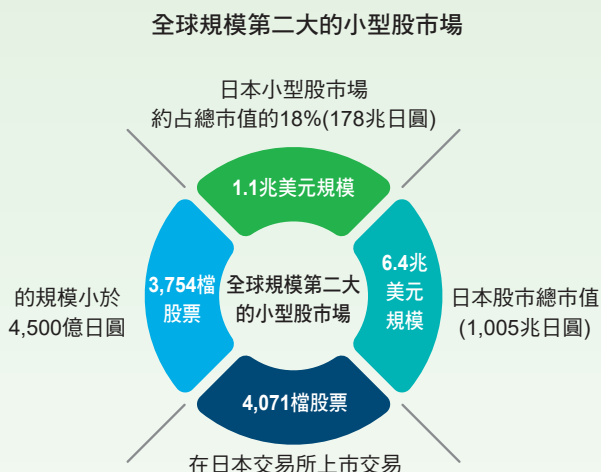 全球規模第二大的小型股市場
日本小型股市場
約占總市值的18%(178兆日圓)
1.1兆美元規模
3,754檔
股票
全球規模第二大
的小型股市場
6.4兆
美元
規模
的規模小於
4,500億日圓
日本股市總市值
(1,005兆日圓)
4,071檔股票
在日本交易所上市交易